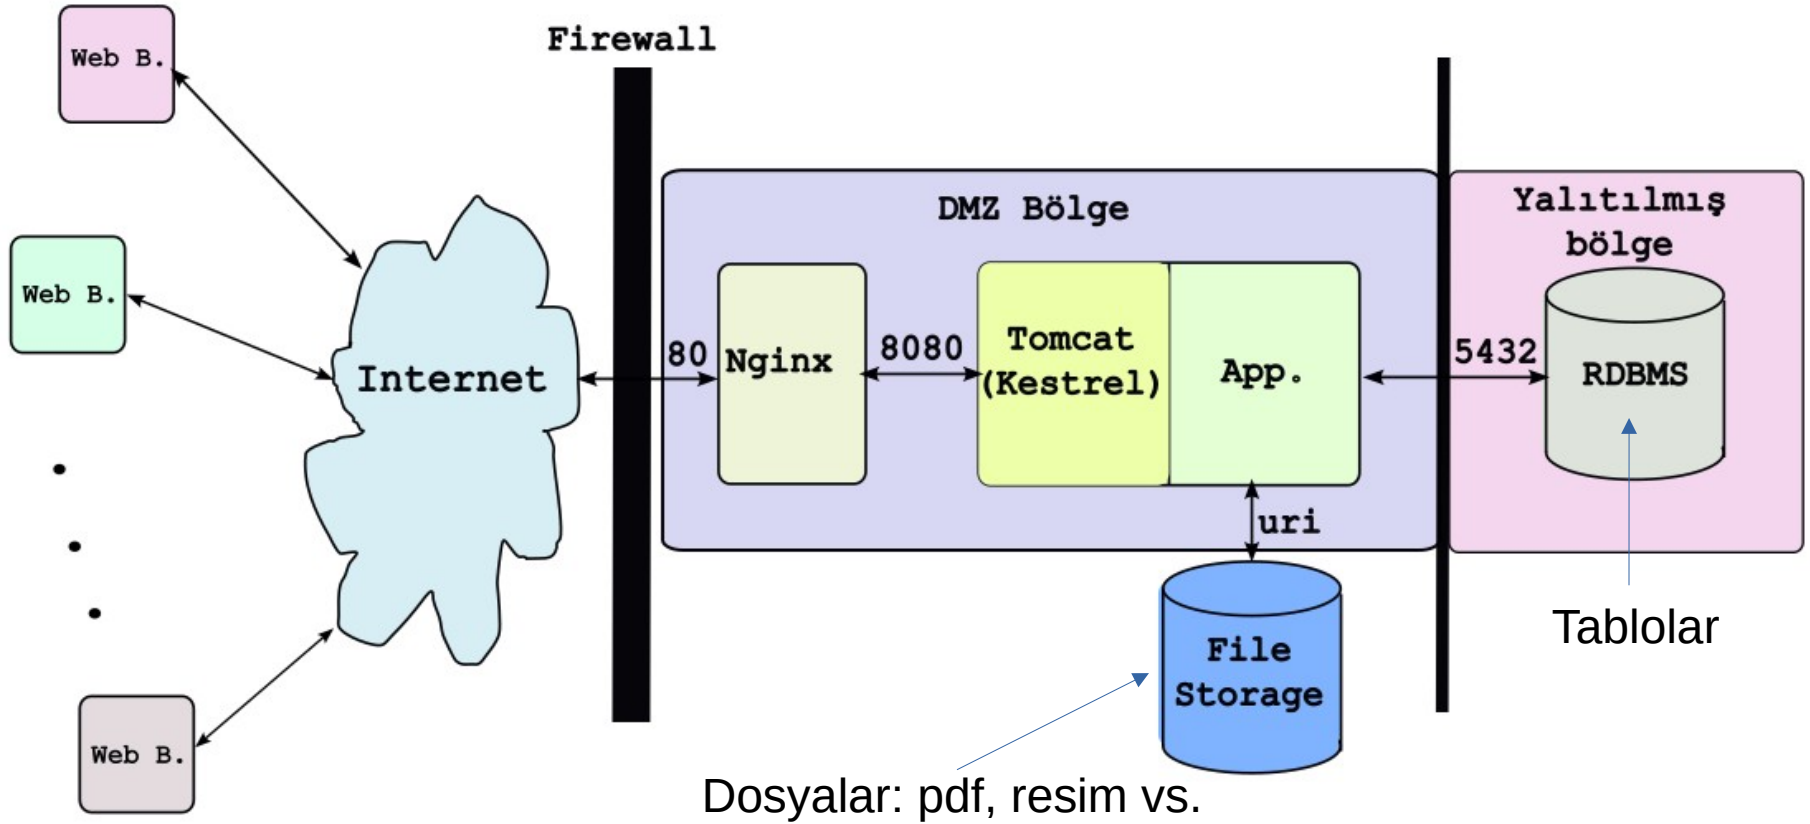 Firewall
Web B.
Web B.
Web B.
Internet
DMZ Bölge
80
Nginx
8080
Tomcat
(Kestrel)
App.
uri
File
Storage
Yalıtılmış
bölge
5432
RDBMS
Tablolar
Dosyalar: pdf, resim vs.